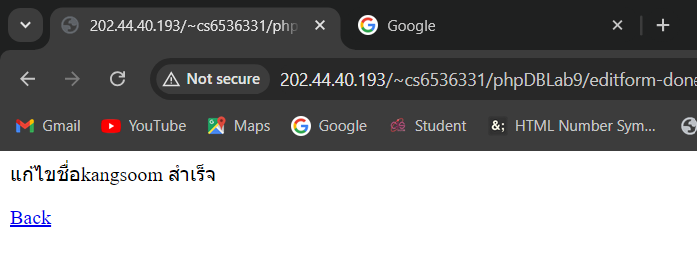 202.44.40.193/~cs6536331/php
Google
Not secure 202.44.40.193/~cs6536331/phpDBLab9/editform-done
Gmail YouTube Maps Google Student HTML Number Sym...
แก้ไขชื่อkangsoom สำเร็จ
Back